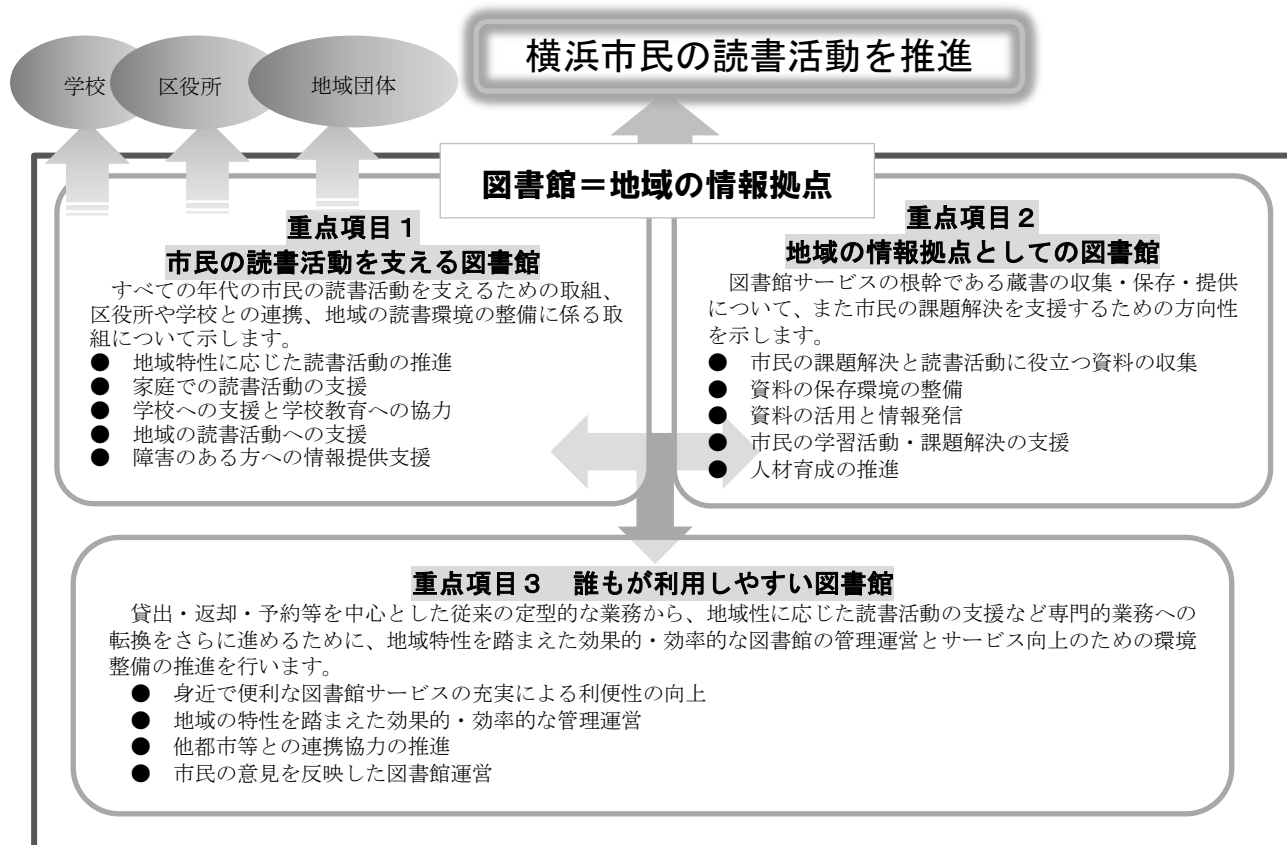 横浜市民の読書活動を推進
学校
区役所
地域団体
図書館＝地域の情報拠点
重点項目１
市民の読書活動を支える図書館
すべての年代の市民の読書活動を支えるための取組、
区役所や学校との連携、地域の読書環境の整備に係る取
組について示します。
● 地域特性に応じた読書活動の推進
● 家庭での読書活動の支援
● 学校への支援と学校教育への協力
● 地域の読書活動への支援
● 障害のある方への情報提供支援
重点項目２
地域の情報拠点としての図書館
図書館サービスの根幹である蔵書の収集・保存・提供
について、また市民の課題解決を支援するための方向性
を示します。
● 市民の課題解決と読書活動に役立つ資料の収集
● 資料の保存環境の整備
● 資料の活用と情報発信
● 市民の学習活動・課題解決の支援
● 人材育成の推進
重点項目３　誰もが利用しやすい図書館
貸出・返却・予約等を中心とした従来の定型的な業務から、地域性に応じた読書活動の支援など専門的業務への
転換をさらに進めるために、地域特性を踏まえた効果的・効率的な図書館の管理運営とサービス向上のための環境
整備の推進を行います。
● 身近で便利な図書館サービスの充実による利便性の向上
● 地域の特性を踏まえた効果的・効率的な管理運営
● 他都市等との連携協力の推進
● 市民の意見を反映した図書館運営